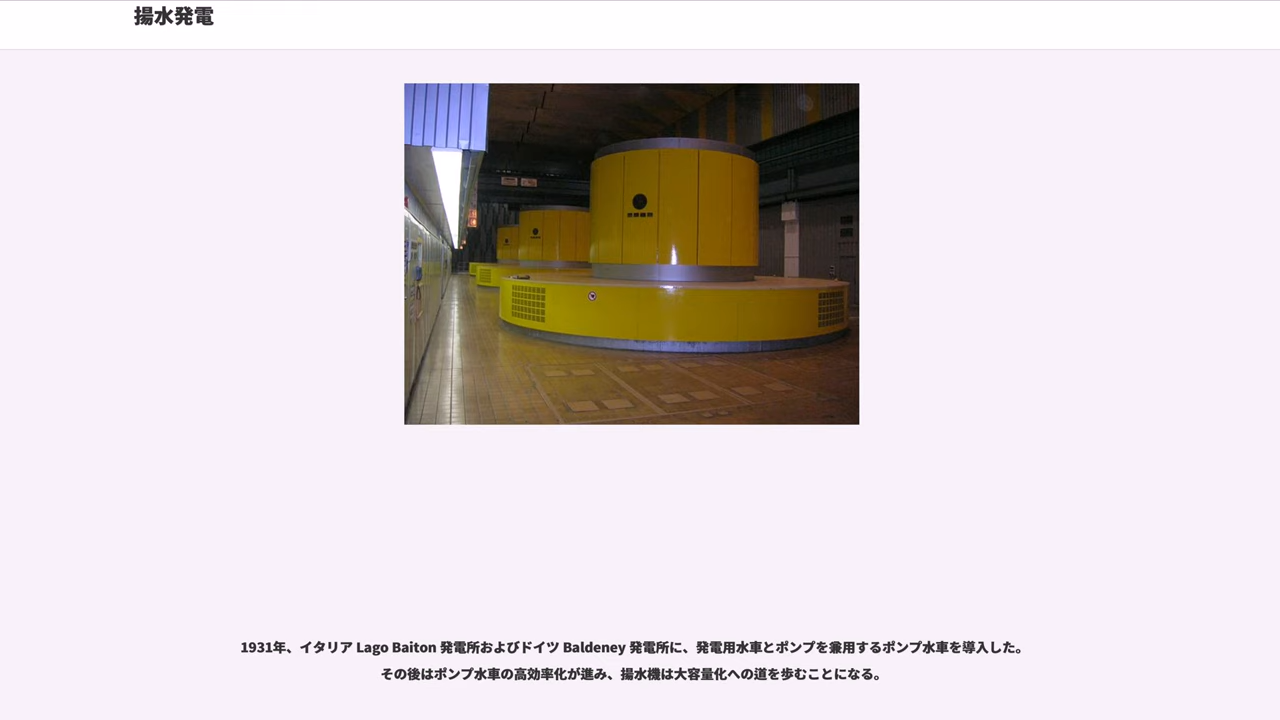 揚水発電
1931年、イタリア Lago Baiton 発電所およびドイツ Baldeney 発電所に、発電用水車とポンプを兼用するポンプ水車を導入した。
その後はポンプ水車の高効率化が進み、揚水機は大容量化への道を歩むことになる。